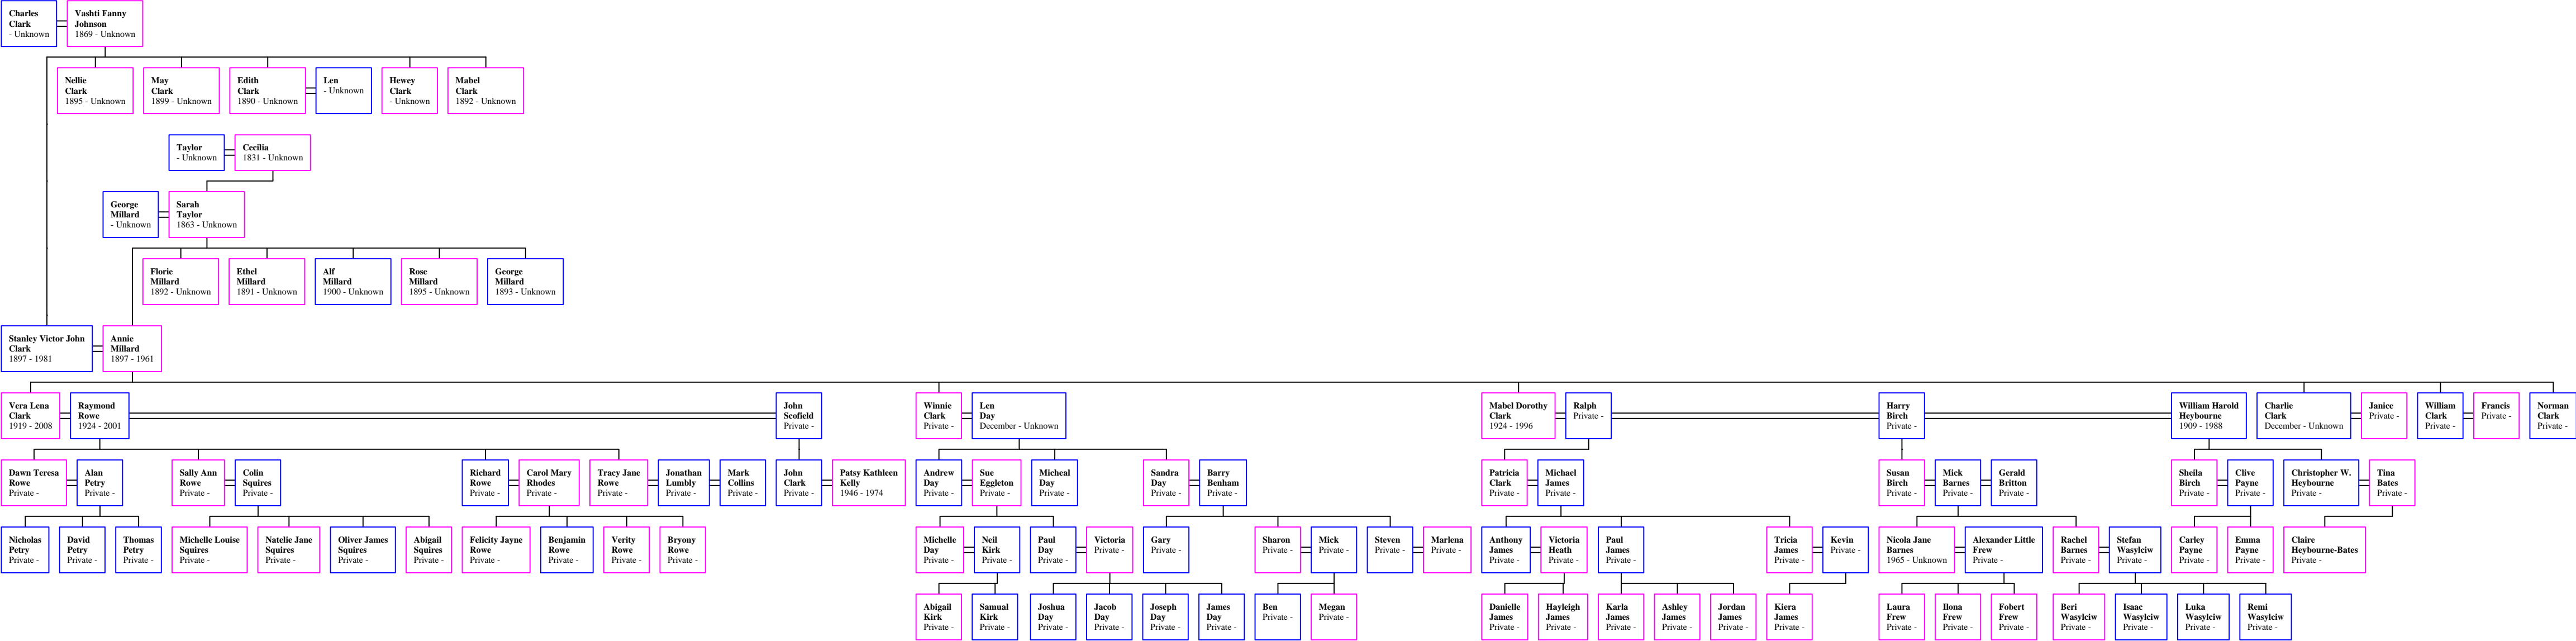 Charles
Clark
- Unknown
Vashti Fanny
Johnson
1869 - Unknown
Nellie
Clark
1895 - Unknown
May
Clark
1899 - Unknown
Edith
Clark
1890 - Unknown
Len
- Unknown
Hewey
Clark
- Unknown
Mabel
Clark
1892 - Unknown
Taylor
- Unknown
Cecilia
1831 - Unknown
George
Millard
- Unknown
Sarah
Taylor
1863 - Unknown
Florie
Millard
1892 - Unknown
Ethel
Millard
1891 - Unknown
Alf
Millard
1900 - Unknown
Rose
Millard
1895 - Unknown
George
Millard
1893 - Unknown
Stanley Victor John
Clark
1897 - 1981
Annie
Millard
1897 - 1961
Vera Lena
Clark
1919 - 2008
Raymond
Rowe
1924 - 2001
John
Scofield
Private -
Winnie
Clark
Private -
Len
Day
December - Unknown
Mabel Dorothy
Clark
1924 - 1996
Ralph
Private -
Harry
Birch
Private -
William Harold
Heybourne
1909 - 1988
Charlie
Clark
December - Unknown
Janice
Private -
William
Clark
Private -
Francis
Private -
Norman
Clark
Private -
Dawn Teresa
Rowe
Private -
Alan
Petry
Private -
Sally Ann
Rowe
Private -
Colin
Squires
Private -
Richard
Rowe
Private -
Carol Mary
Rhodes
Private -
Tracy Jane
Rowe
Private -
Jonathan
Lumbly
Private -
Mark
Collins
Private -
John
Clark
Private -
Patsy Kathleen
Kelly
1946 - 1974
Andrew
Day
Private -
Sue
Eggleton
Private -
Micheal
Day
Private -
Sandra
Day
Private -
Barry
Benham
Private -
Patricia
Clark
Private -
Michael
James
Private -
Susan
Birch
Private -
Mick
Barnes
Private -
Gerald
Britton
Private -
Sheila
Birch
Private -
Clive
Payne
Private -
Christopher W.
Heybourne
Private -
Tina
Bates
Private -
Nicholas
Petry
Private -
David
Petry
Private -
Thomas
Petry
Private -
Michelle Louise
Squires
Private -
Natelie Jane
Squires
Private -
Oliver James
Squires
Private -
Abigail
Squires
Private -
Felicity Jayne
Rowe
Private -
Benjamin
Rowe
Private -
Verity
Rowe
Private -
Bryony
Rowe
Private -
Michelle
Day
Private -
Neil
Kirk
Private -
Paul
Day
Private -
Victoria
Private -
Gary
Private -
Sharon
Private -
Mick
Private -
Steven
Private -
Marlena
Private -
Anthony
James
Private -
Victoria
Heath
Private -
Paul
James
Private -
Tricia
James
Private -
Kevin
Private -
Nicola Jane
Barnes
1965 - Unknown
Alexander Little
Frew
Private -
Rachel
Barnes
Private -
Stefan
Wasylciw
Private -
Carley
Payne
Private -
Emma
Payne
Private -
Claire
Heybourne-Bates
Private -
Abigail
Kirk
Private -
Samual
Kirk
Private -
Joshua
Day
Private -
Jacob
Day
Private -
Joseph
Day
Private -
James
Day
Private -
Ben
Private -
Megan
Private -
Danielle
James
Private -
Hayleigh
James
Private -
Karla
James
Private -
Ashley
James
Private -
Jordan
James
Private -
Kiera
James
Private -
Laura
Frew
Private -
Ilona
Frew
Private -
Fobert
Frew
Private -
Beri
Wasylciw
Private -
Isaac
Wasylciw
Private -
Luka
Wasylciw
Private -
Remi
Wasylciw
Private -